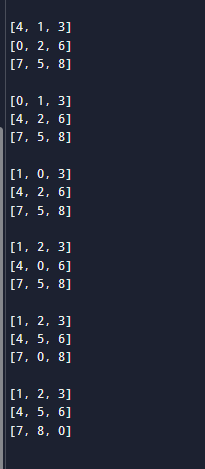 [4, 1, 3]
[0, 2, 6]
[7, 5, 8]
[0, 1, 3]
[4, 2, 6]
[7, 5, 8]
[1, 0, 3]
[4, 2, 6]
[7, 5, 8]
[1, 2, 3]
[4, 0, 6]
[7, 5, 8]
[1, 2, 3]
[4, 5, 6]
[7, 0, 8]
[1, 2, 3]
[4, 5, 6]
[7, 8, 0]